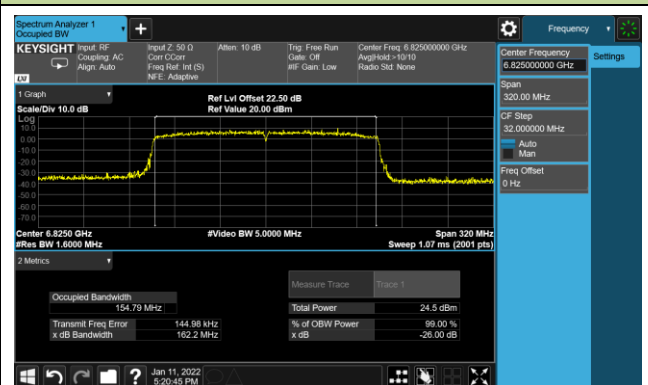 Spectrum Analyzer 1
Occupied BW
Frequency
KEYSIGHT
Input: RF
Coupling: AC
Align: Auto
Input Z: 50 Ω
Corr CCorr
Freq Ref: Int (S)
NFE: Adaptive
Atten: 10 dB
Trig: Free Run
Gate: Off
#IF Gain: Low
Center Freq: 6.825000000 GHz
Avg|Hold:>10/10
Radio Std: None
LXI
1 Graph
Scale/Div 10.0 dB
Ref Lvl Offset 22.50 dB
Ref Value 20.00 dBm
Log
10.0
0.00
-10.0
-20.0
-30.0
-40.0
-50.0
-60.0
-70.0
Center 6.8250 GHz
#Video BW 5.0000 MHz
Span 320 MHz
#Res BW 1.6000 MHz
Sweep 1.07 ms (2001 pts)
2 Metrics
Measure Trace
Trace 1
Occupied Bandwidth
154.79 MHz
Total Power
24.5 dBm
Transmit Freq Error
144.98 kHz
% of OBW Power
99.00 %
x dB Bandwidth
162.2 MHz
x dB
-26.00 dB
Jan 11, 2022
5:20:45 PM
Center Frequency
6.825000000 GHz
Settings
Span
320.00 MHz
CF Step
32.000000 MHz
Auto
Man
Freq Offset
0 Hz